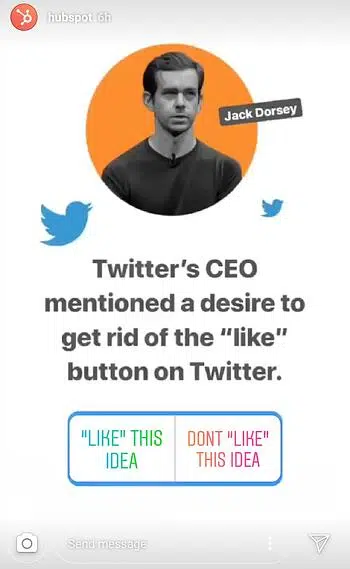 hubspot 6h
Jack Dorsey
Twitter's CEO
mentioned a desire to
get rid of the “like”
button on Twitter.
"LIKE" THIS
IDEA
DONT "LIKE"
THIS IDEA
Send message